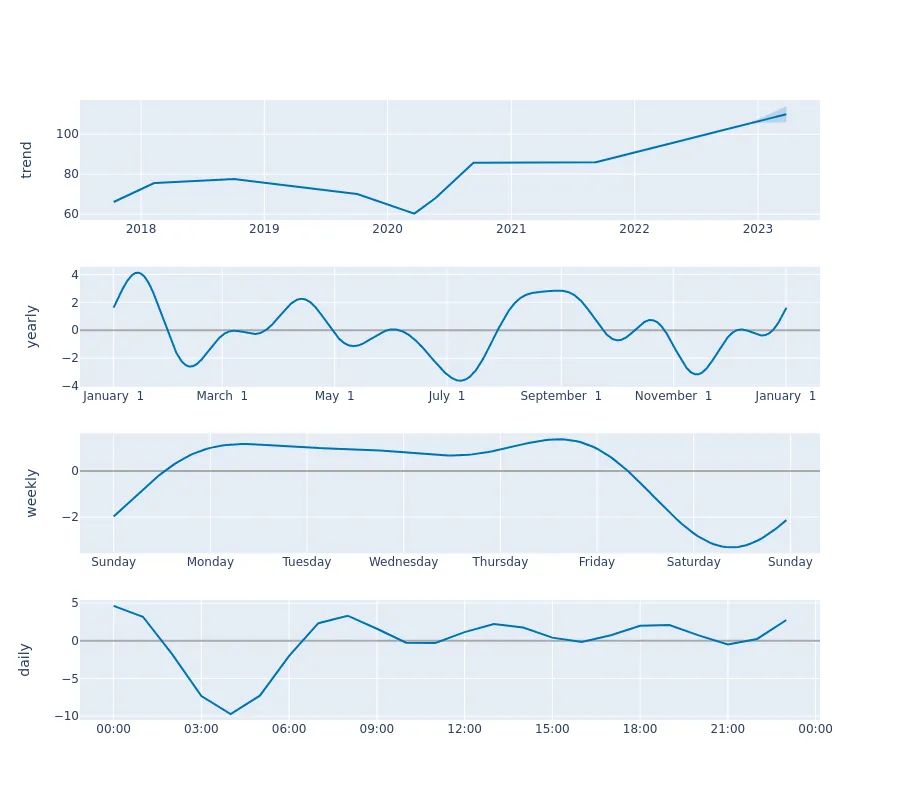 trend
100
80
60
2018 2019 2020 2021 2022 2023
yearly
4
2
0
−2
−4
January 1 March 1 May 1 July 1 September 1 November 1 January 1
weekly
0
−2
Sunday Monday Tuesday Wednesday Thursday Friday Saturday Sunday
daily
5
0
−5
−10
00:00 03:00 06:00 09:00 12:00 15:00 18:00 21:00 00:00